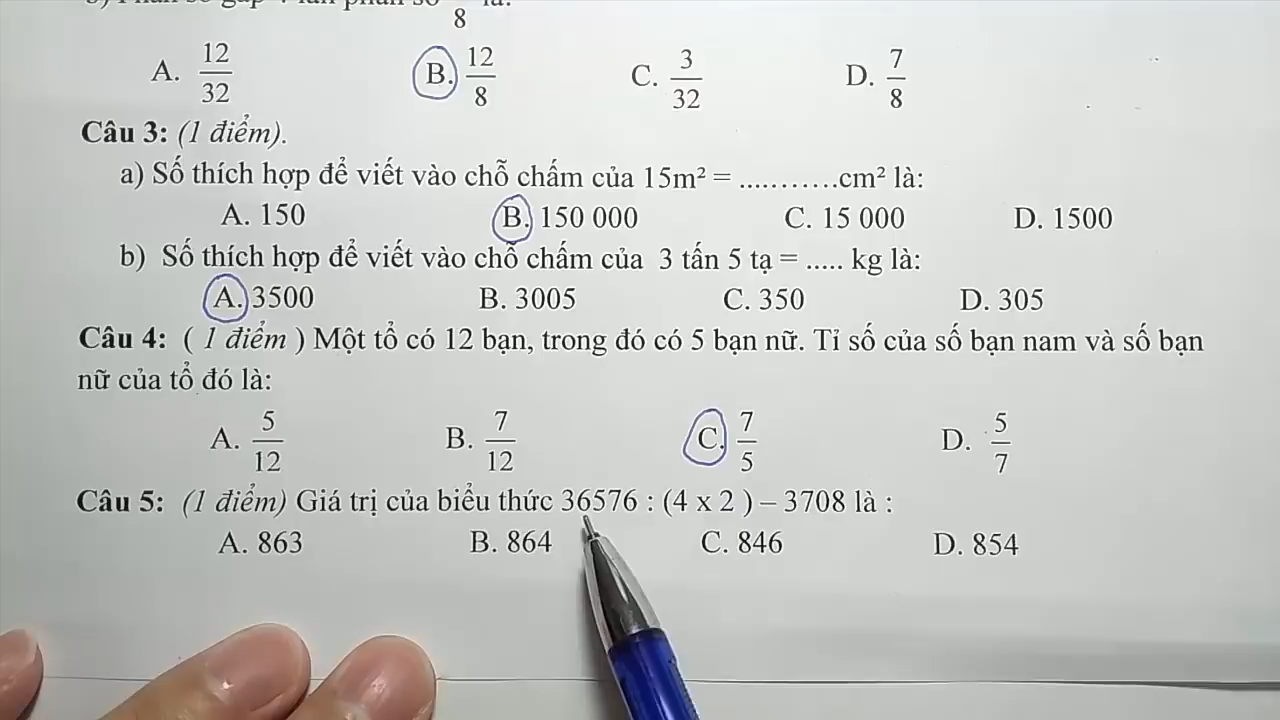 8
A. 12/32 B. 12/8 C. 3/32 D. 7/8
Câu 3: (1 điểm).
a) Số thích hợp để viết vào chỗ chấm của 15m² = ...........cm² là:
A. 150 B. 150 000 C. 15 000 D. 1500
b) Số thích hợp để viết vào chỗ chấm của 3 tấn 5 tạ = ..... kg là:
A. 3500 B. 3005 C. 350 D. 305
Câu 4: ( 1 điểm ) Một tổ có 12 bạn, trong đó có 5 bạn nữ. Tỉ số của số bạn nam và số bạn
nữ của tổ đó là:
A. 5/12 B. 7/12 C. 7/5 D. 5/7
Câu 5: (1 điểm) Giá trị của biểu thức 36576 : (4 x 2 ) – 3708 là :
A. 863 B. 864 C. 846 D. 854